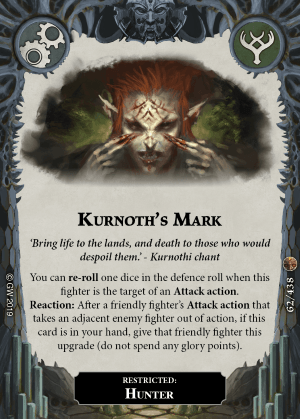 KURNOTH'S MARK
'Bring life to the lands, and death to those who would
despoil them.' - Kurnothi chant
You can re-roll one dice in the defence roll when this
fighter is the target of an Attack action.
Reaction: After a friendly fighter's Attack action that
takes an adjacent enemy fighter out of action, if this
card is in your hand, give that friendly fighter this
upgrade (do not spend any glory points).
RESTRICTED:
HUNTER
© GW 2019
62/438